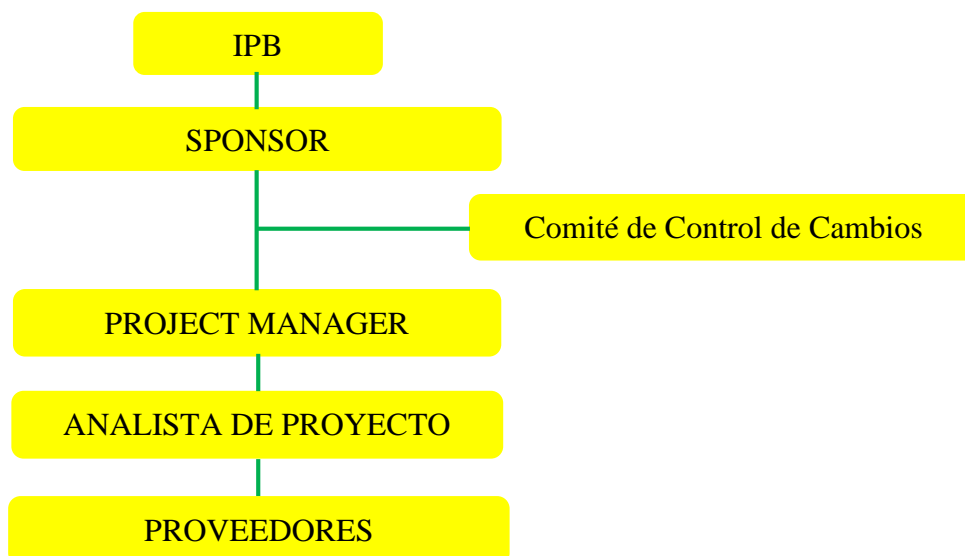 IPB
SPONSOR
Comité de Control de Cambios
PROJECT MANAGER
ANALISTA DE PROYECTO
PROVEEDORES